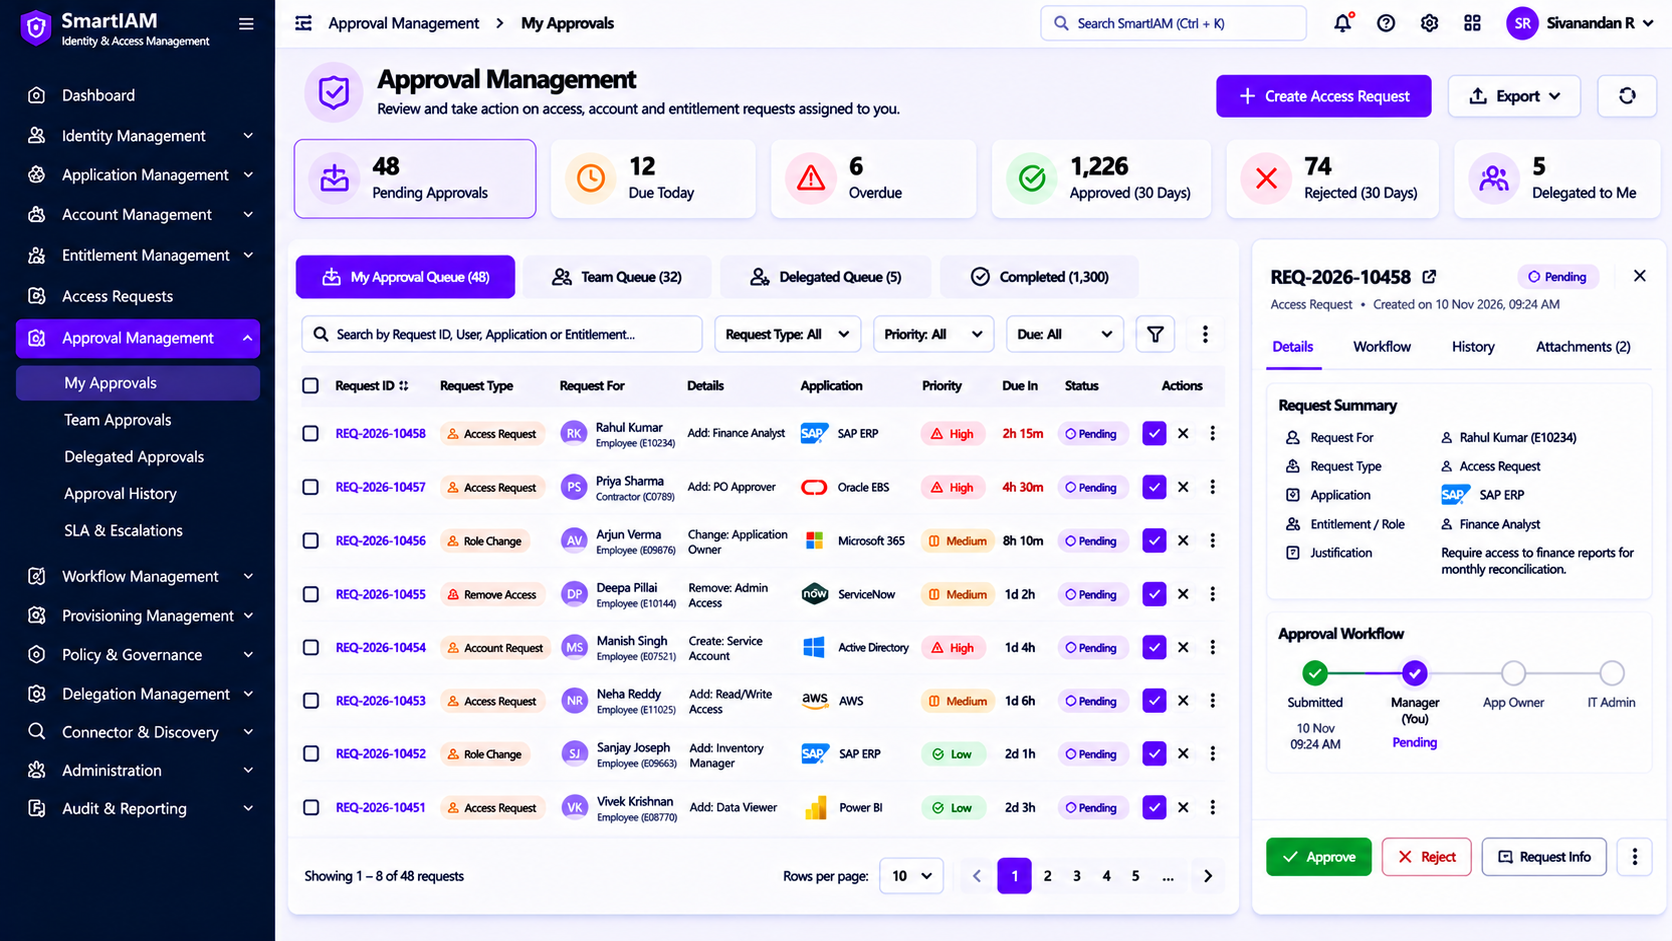 SmartIAM
Identity & Access Management
Dashboard
Identity Management
Application Management
Account Management
Entitlement Management
Access Requests
Approval Management
My Approvals
Team Approvals
Delegated Approvals
Approval History
SLA & Escalations
Workflow Management
Provisioning Management
Policy & Governance
Delegation Management
Connector & Discovery
Administration
Audit & Reporting
Approval Management > My Approvals
Search SmartIAM (Ctrl + K)
SR Sivanandan R
Approval Management
Review and take action on access, account and entitlement requests assigned to you.
+ Create Access Request
Export
48
Pending Approvals
12
Due Today
6
Overdue
1,226
Approved (30 Days)
74
Rejected (30 Days)
5
Delegated to Me
My Approval Queue (48)
Team Queue (32)
Delegated Queue (5)
Completed (1,300)
Search by Request ID, User, Application or Entitlement...
Request Type: All
Priority: All
Due: All
Request ID Request Type Request For Details Application Priority Due In Status Actions
REQ-2026-10458 Access Request RK Rahul Kumar Add: Finance Analyst SAP SAP ERP High 2h 15m Pending
Employee (E10234)
REQ-2026-10457 Access Request PS Priya Sharma Add: PO Approver Oracle EBS High 4h 30m Pending
Contractor (C0789)
REQ-2026-10456 Role Change AV Arjun Verma Change: Application Microsoft 365 Medium 8h 10m Pending
Employee (E09876) Owner
REQ-2026-10455 Remove Access DP Deepa Pillai Remove: Admin now ServiceNow Medium 1d 2h Pending
Employee (E10144) Access
REQ-2026-10454 Account Request MS Manish Singh Create: Service Active Directory High 1d 4h Pending
Employee (E07521) Account
REQ-2026-10453 Access Request NR Neha Reddy Add: Read/Write aws AWS Medium 1d 6h Pending
Employee (E11025) Access
REQ-2026-10452 Role Change SJ Sanjay Joseph Add: Inventory SAP SAP ERP Low 2d 1h Pending
Employee (E09663) Manager
REQ-2026-10451 Access Request VK Vivek Krishnan Add: Data Viewer Power BI Low 2d 3h Pending
Employee (E08770)
Showing 1 – 8 of 48 requests
Rows per page: 10
1 2 3 4 5 ...
REQ-2026-10458 Pending
Access Request • Created on 10 Nov 2026, 09:24 AM
Details Workflow History Attachments (2)
Request Summary
Request For Rahul Kumar (E10234)
Request Type Access Request
Application SAP SAP ERP
Entitlement / Role Finance Analyst
Justification Require access to finance reports for
monthly reconcilication.
Approval Workflow
Submitted Manager App Owner IT Admin
(You)
10 Nov
09:24 AM
Pending
Approve
Reject
Request Info